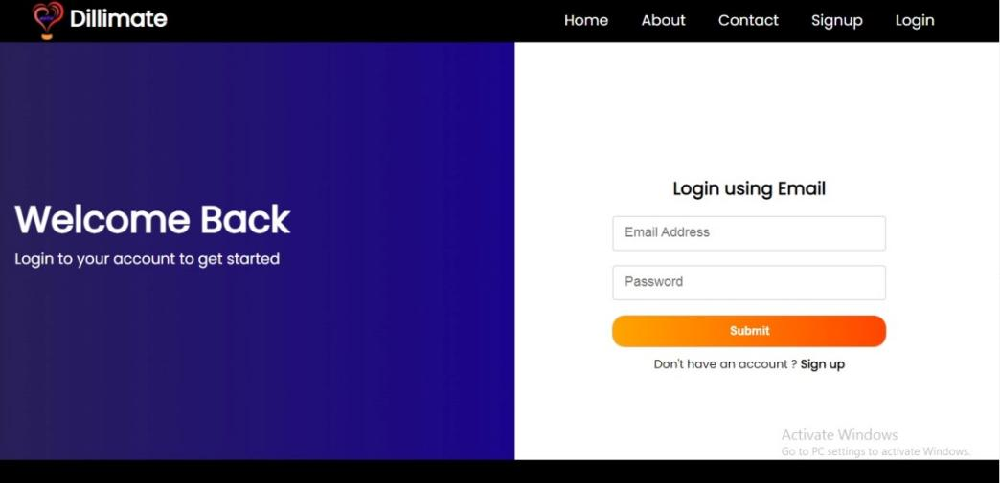 Dillimate
Home About Contact Signup Login
Welcome Back
Login to your account to get started
Login using Email
Email Address
Password
Submit
Don't have an account ? Sign up
Activate Windows
Go to PC settings to activate Windows.